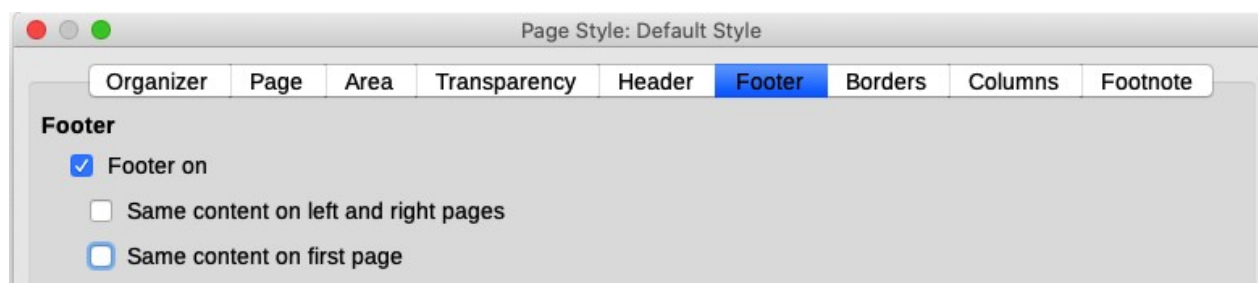 Page Style: Default Style
Organizer Page Area Transparency Header Footer Borders Columns Footnote
Footer
Footer on
Same content on left and right pages
Same content on first page